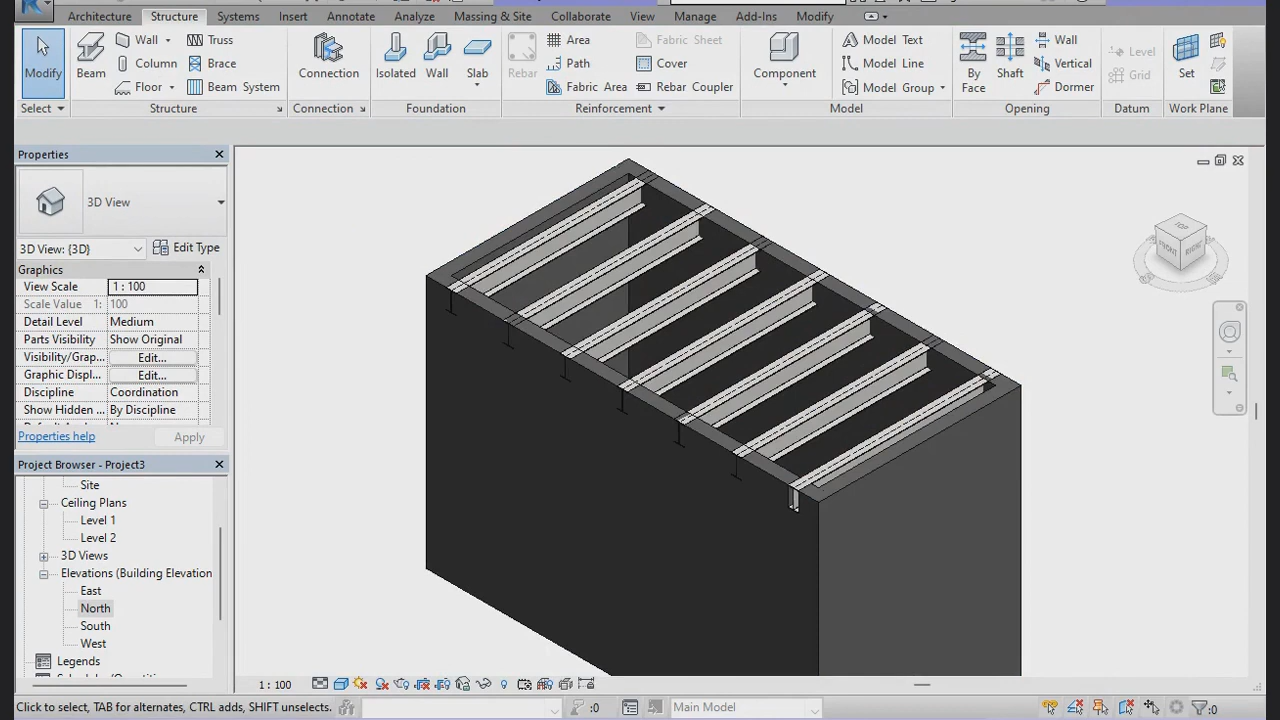 Architecture Structure Systems Insert Annotate Analyze Massing & Site Collaborate View Manage Add-Ins Modify
Modify
Select
Beam
Wall
Column
Floor
Truss
Brace
Beam System
Structure
Connection
Connection
Isolated
Wall
Slab
Foundation
Rebar
Area
Path
Fabric Area
Fabric Sheet
Cover
Rebar Coupler
Reinforcement
Component
Model Text
Model Line
Model Group
Model
By
Face
Shaft
Wall
Vertical
Dormer
Opening
Level
Grid
Datum
Set
Work Plane
Properties
3D View
3D View: {3D}
Edit Type
Graphics
View Scale 1 : 100
Scale Value 1: 100
Detail Level Medium
Parts Visibility Show Original
Visibility/Grap... Edit...
Graphic Displ... Edit...
Discipline Coordination
Show Hidden ... By Discipline
Properties help
Apply
Project Browser - Project3
Site
Ceiling Plans
Level 1
Level 2
3D Views
Elevations (Building Elevation
East
North
South
West
Legends
TOP
FRONT
RIGHT
1 : 100
Click to select, TAB for alternates, CTRL adds, SHIFT unselects.
:0
Main Model
:0